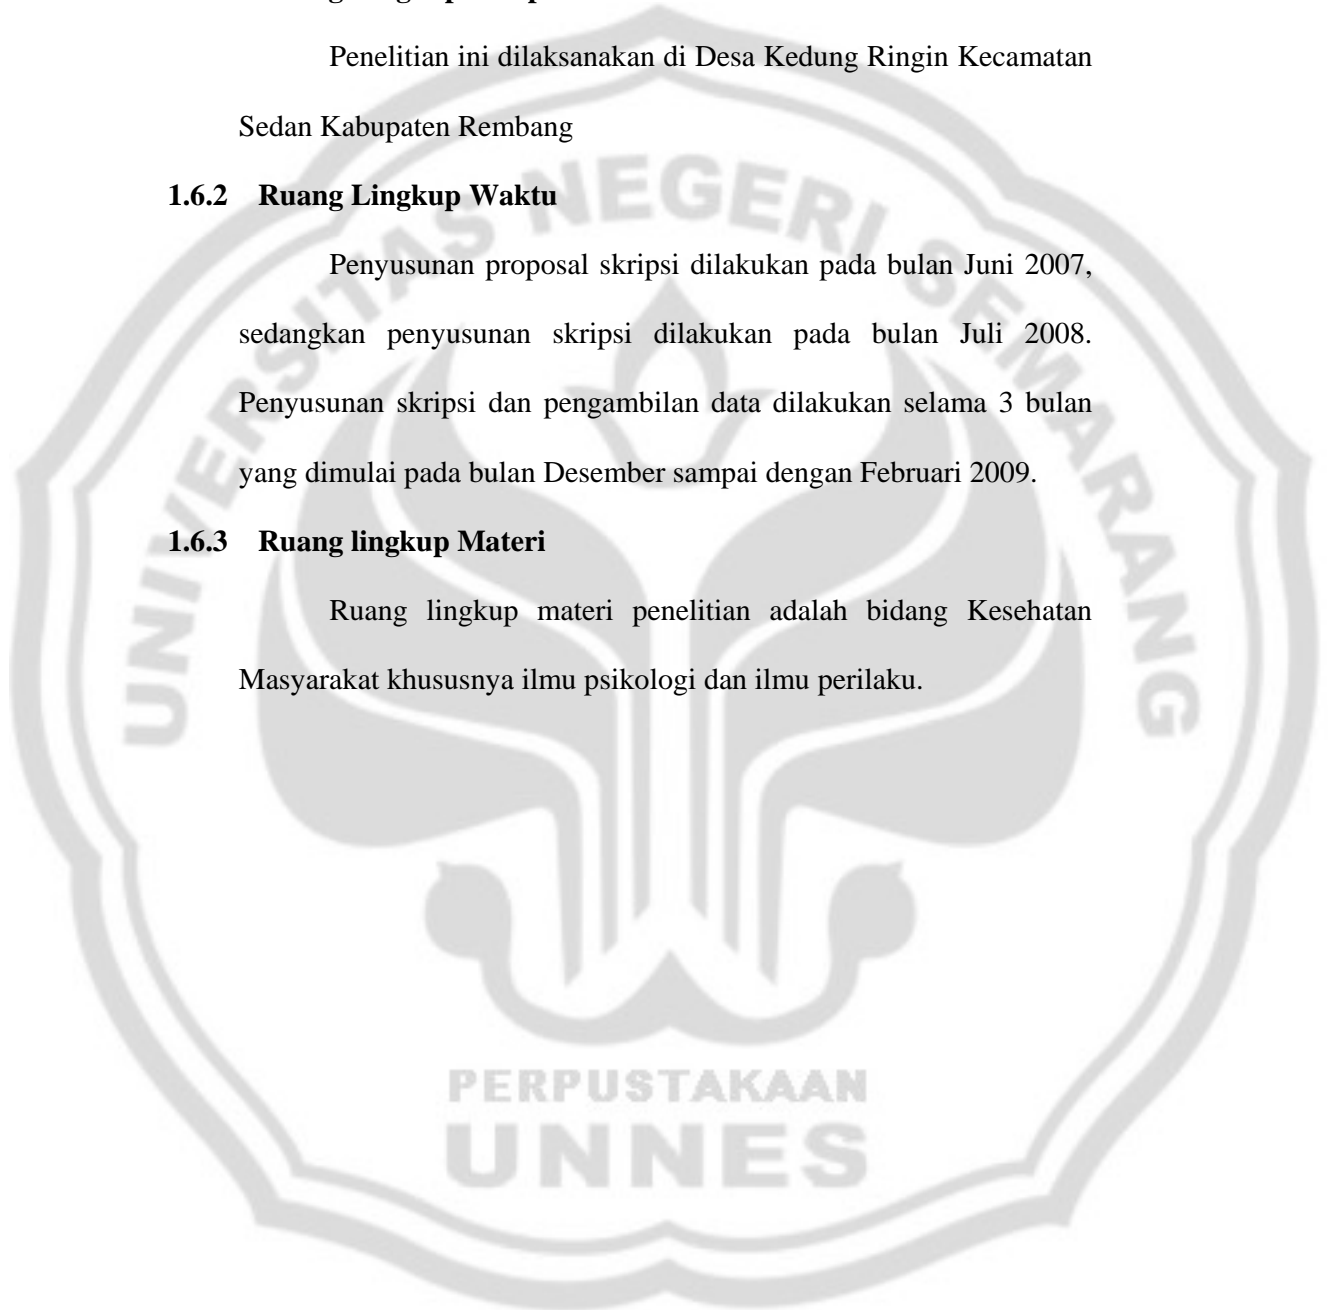 Penelitian ini dilaksanakan di Desa Kedung Ringin Kecamatan
Sedan Kabupaten Rembang
1.6.2 Ruang Lingkup Waktu
Penyusunan proposal skripsi dilakukan pada bulan Juni 2007,
sedangkan penyusunan skripsi dilakukan pada bulan Juli 2008.
Penyusunan skripsi dan pengambilan data dilakukan selama 3 bulan
yang dimulai pada bulan Desember sampai dengan Februari 2009.
1.6.3 Ruang lingkup Materi
Ruang lingkup materi penelitian adalah bidang Kesehatan
Masyarakat khususnya ilmu psikologi dan ilmu perilaku.
UNIVERSITAS NEGERI SEMARANG
PERPUSTAKAAN
UNNES